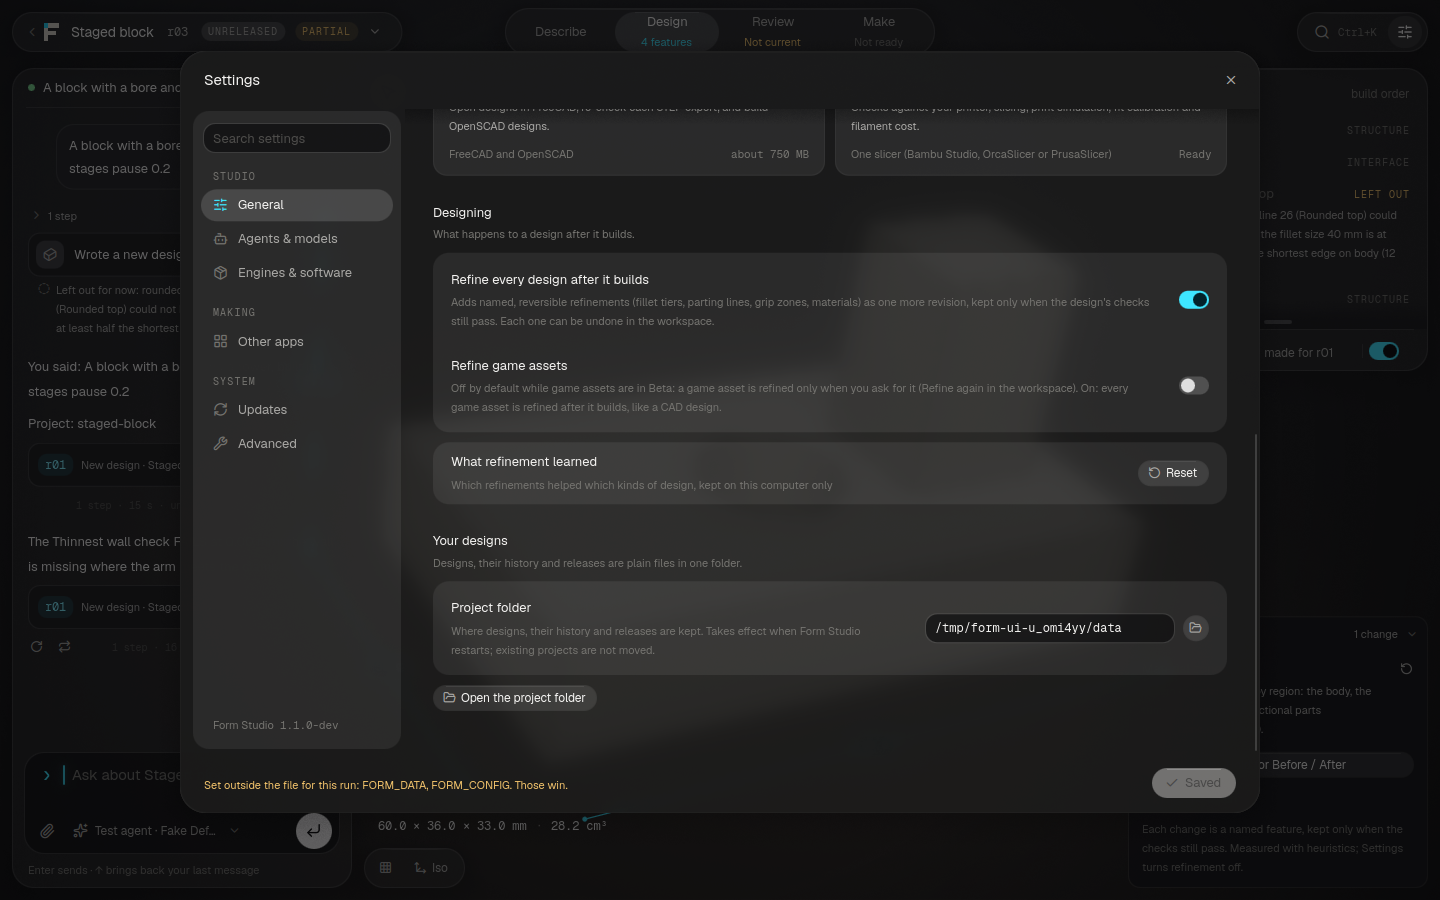 Staged block r03 UNRELEASED PARTIAL
Describe
Design
4 features
Review
Not current
Make
Not ready
Ctrl+K
A block with a bore and
A block with a bore
stages pause 0.2
1 step
Wrote a new desig
Left out for now: rounded
(Rounded top) could not
at least half the shortest
You said: A block with a b
stages pause 0.2
Project: staged-block
r01 New design · Staged
1 step · 15 s
The Thinnest wall check F
is missing where the arm
r01 New design · Staged
1 step
Ask about Stage
Test agent · Fake Def...
Enter sends · ↑ brings back your last message
Settings
Search settings
STUDIO
General
Agents & models
Engines & software
MAKING
Other apps
SYSTEM
Updates
Advanced
Form Studio 1.1.0-dev
OpenSCAD designs.
FreeCAD and OpenSCAD about 750 MB
filament cost.
One slicer (Bambu Studio, OrcaSlicer or PrusaSlicer) Ready
Designing
What happens to a design after it builds.
Refine every design after it builds
Adds named, reversible refinements (fillet tiers, parting lines, grip zones, materials) as one more revision, kept only when the design's checks
still pass. Each one can be undone in the workspace.
Refine game assets
Off by default while game assets are in Beta: a game asset is refined only when you ask for it (Refine again in the workspace). On: every
game asset is refined after it builds, like a CAD design.
What refinement learned
Which refinements helped which kinds of design, kept on this computer only
Reset
Your designs
Designs, their history and releases are plain files in one folder.
Project folder
Where designs, their history and releases are kept. Takes effect when Form Studio
restarts; existing projects are not moved.
/tmp/form-ui-u_omi4yy/data
Open the project folder
Set outside the file for this run: FORM_DATA, FORM_CONFIG. Those win.
Saved
60.0 × 36.0 × 33.0 mm · 28.2 cm³
Iso
build order
STRUCTURE
INTERFACE
LEFT OUT
line 26 (Rounded top) could
the fillet size 40 mm is at
e shortest edge on body (12
STRUCTURE
made for r01
1 change
y region: the body, the
ctional parts
or Before / After
Each change is a named feature, kept only when the
checks still pass. Measured with heuristics; Settings
turns refinement off.